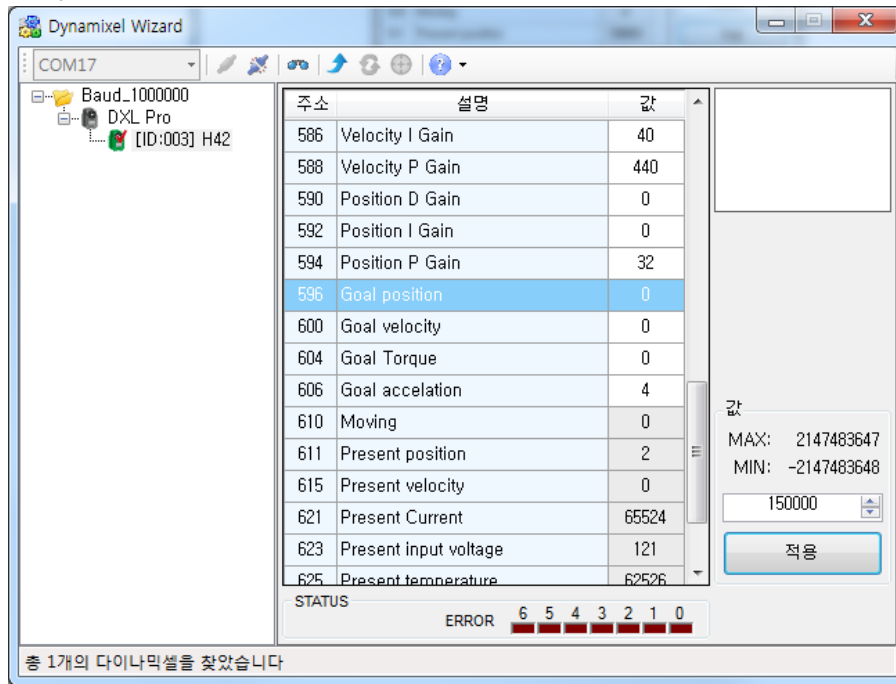 Dynamixel Wizard
COM17
Baud_1000000
DXL Pro
[ID:003] H42
주소 설명 값
586 Velocity I Gain 40
588 Velocity P Gain 440
590 Position D Gain 0
592 Position I Gain 0
594 Position P Gain 32
596 Goal position 0
600 Goal velocity 0
604 Goal Torque 0
606 Goal accelation 4
610 Moving 0
611 Present position 2
615 Present velocity 0
621 Present Current 65524
623 Present input voltage 121
625 Present temperature 62526
값
MAX: 2147483647
MIN: -2147483648
150000
적용
STATUS
ERROR 6 5 4 3 2 1 0
총 1개의 다이나믹셀을 찾았습니다